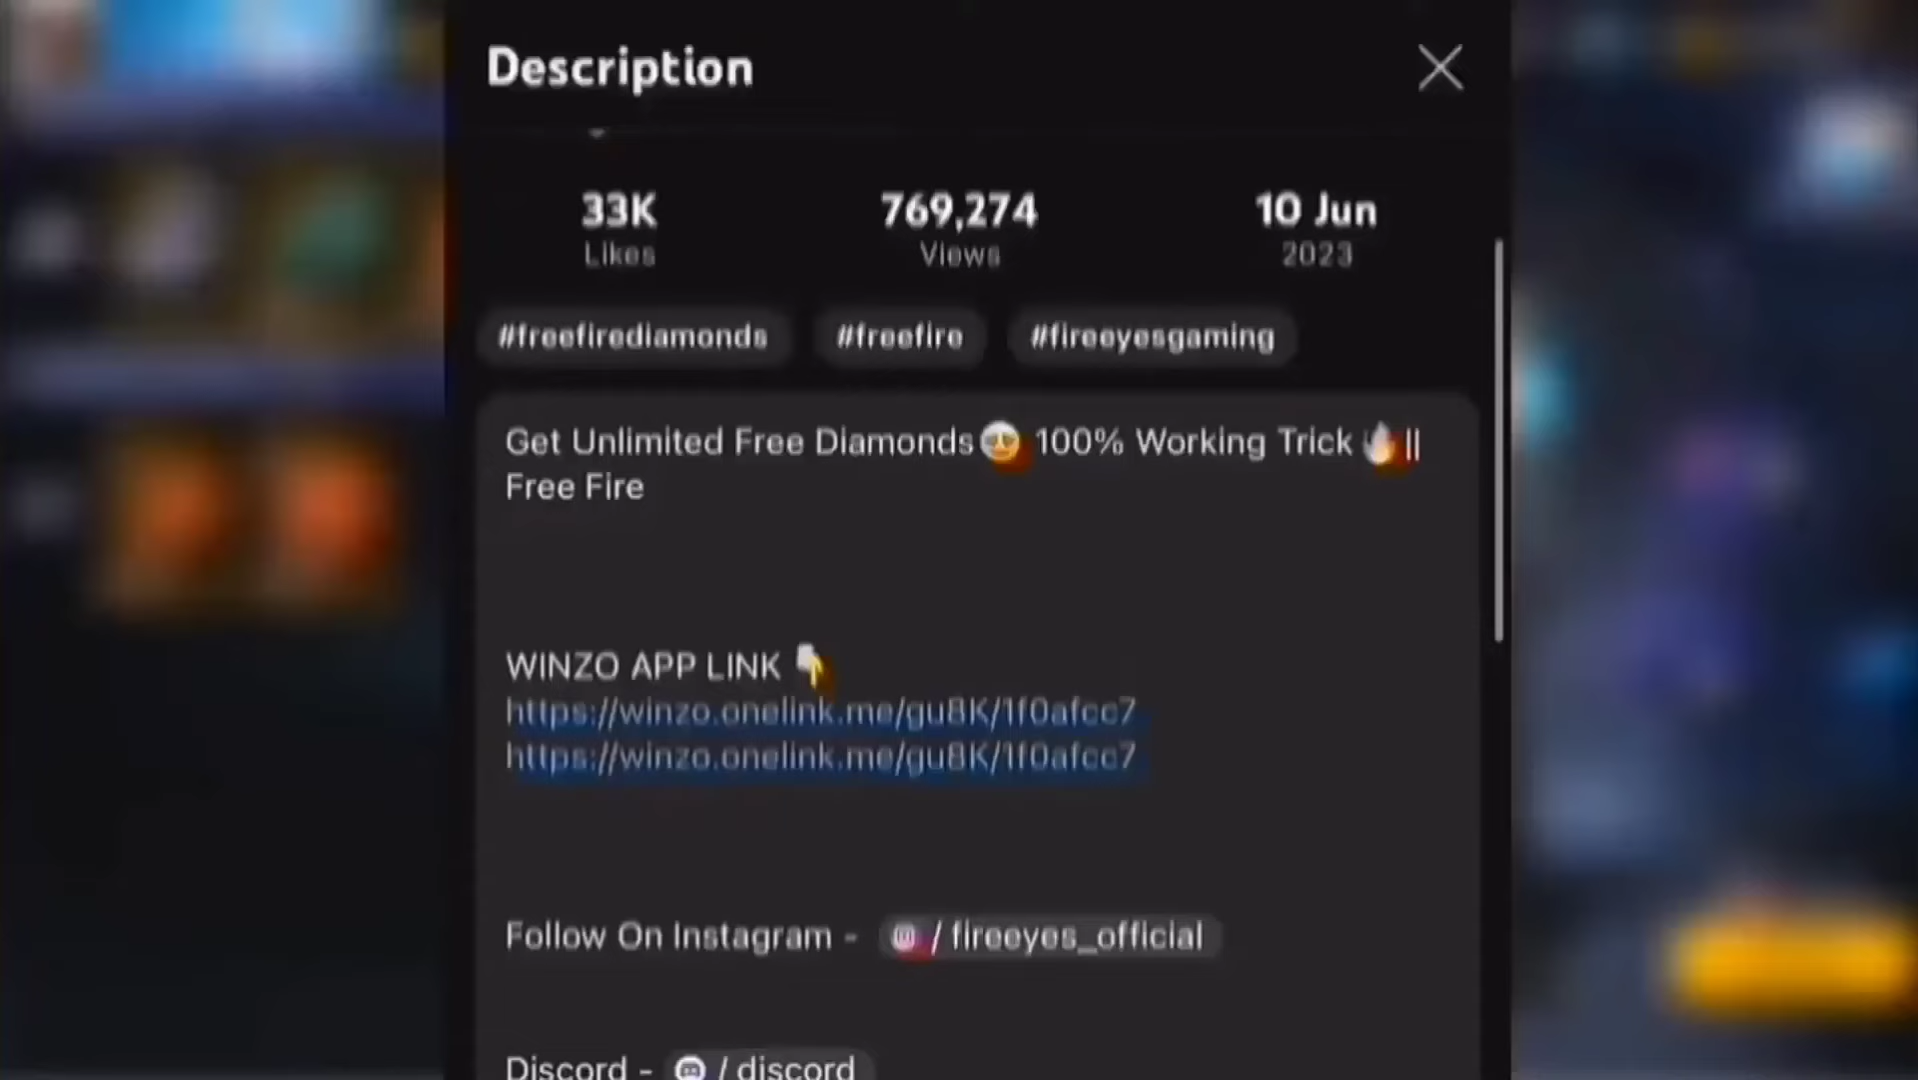 Description
33K 769,274 10 Jun
Likes Views 2023
#freefirediamonds #freefire #fireeyesgaming
Get Unlimited Free Diamonds😍 100% Working Trick🔥||
Free Fire
WINZO APP LINK 👇
https://winzo.onelink.me/gu8K/1f0afcc7
https://winzo.onelink.me/gu8K/1f0afcc7
Follow On Instagram - / fireeyes_official
Discord - / discord